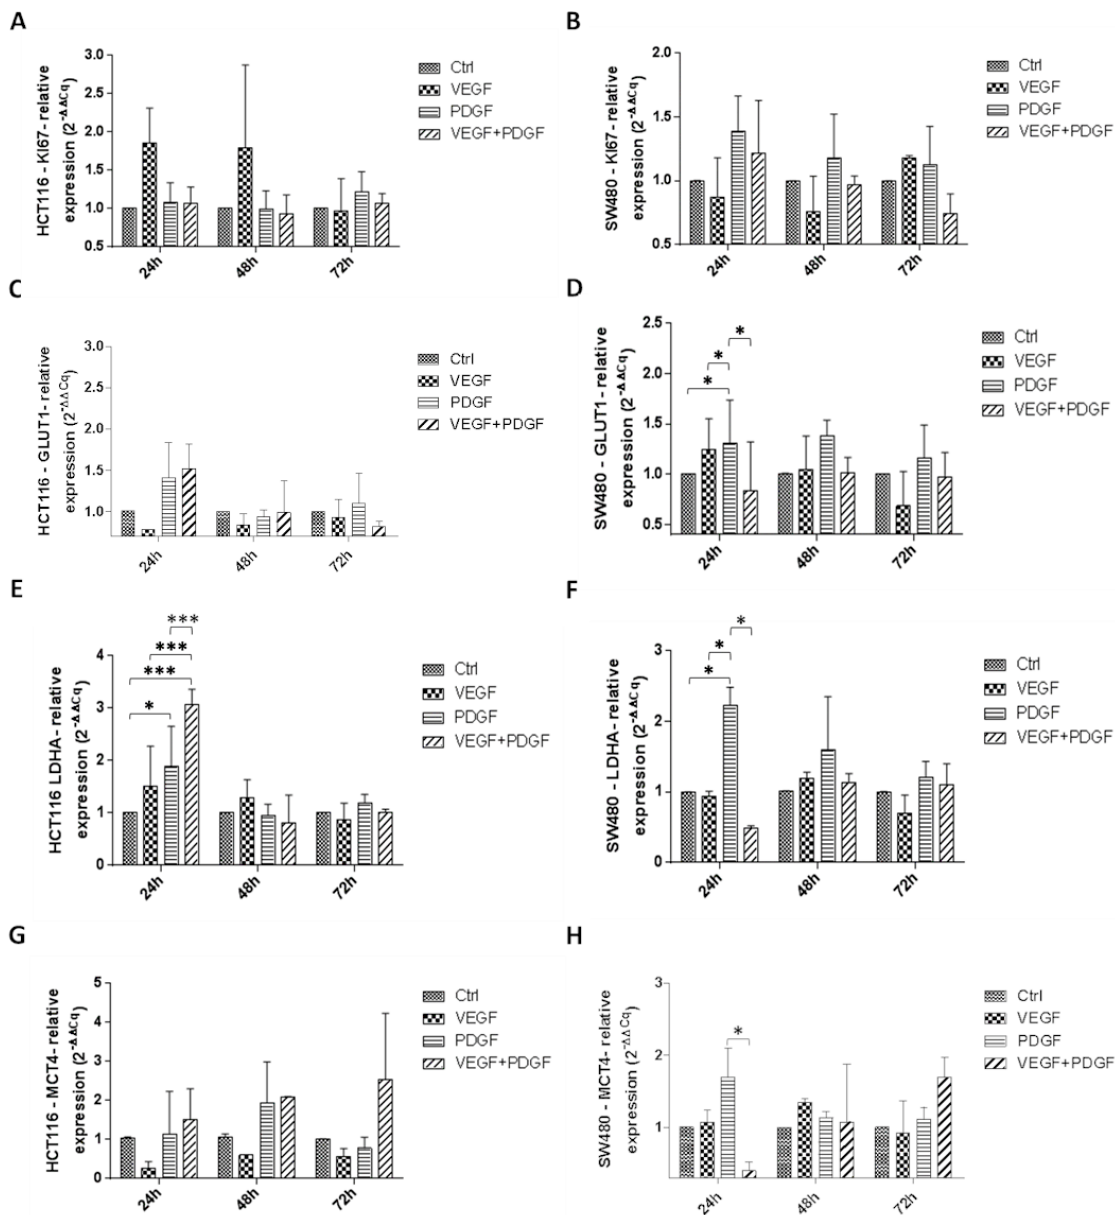 A
HCT116 - KI67- relative
expression (2^-ΔΔCq)
3.0
2.5
2.0
1.5
1.0
0.5
24h
48h
72h
Ctrl
VEGF
PDGF
VEGF+PDGF
B
SW480 - KI67- relative
expression (2^-ΔΔCq)
2.0
1.5
1.0
0.5
24h
48h
72h
Ctrl
VEGF
PDGF
VEGF+PDGF
C
HCT116 - GLUT1- relative
expression (2^-ΔΔCq)
3.0
2.5
2.0
1.5
1.0
24h
48h
72h
Ctrl
VEGF
PDGF
VEGF+PDGF
D
SW480 - GLUT1- relative
expression (2^-ΔΔCq)
2.5
2.0
1.5
1.0
0.5
*
*
*
24h
48h
72h
Ctrl
VEGF
PDGF
VEGF+PDGF
E
HCT116 LDHA- relative
expression (2^-ΔΔCq)
4
3
2
1
0
***
***
***
*
24h
48h
72h
Ctrl
VEGF
PDGF
VEGF+PDGF
F
SW480 - LDHA- relative
expression (2^-ΔΔCq)
3
2
1
0
*
*
*
24h
48h
72h
Ctrl
VEGF
PDGF
VEGF+PDGF
G
HCT116 - MCT4- relative
expression (2^-ΔΔCq)
5
4
3
2
1
0
24h
48h
72h
Ctrl
VEGF
PDGF
VEGF+PDGF
H
SW480 - MCT4- relative
expression (2^-ΔΔCq)
3
2
1
*
24h
48h
72h
Ctrl
VEGF
PDGF
VEGF+PDGF